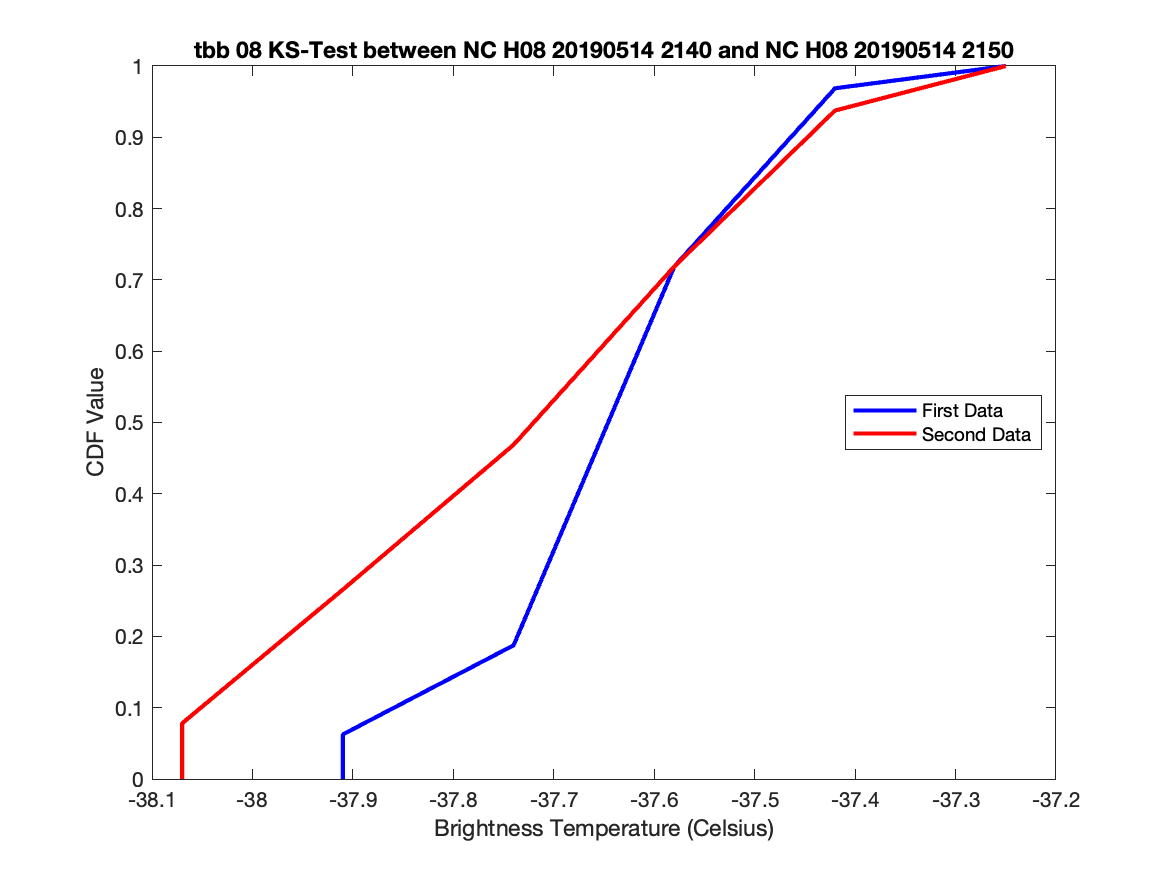 tbb 08 KS-Test between NC H08 20190514 2140 and NC H08 20190514 2150
1
0.9
0.8
0.7
0.6
0.5
0.4
0.3
0.2
0.1
0
CDF Value
First Data
Second Data
-38.1 -38 -37.9 -37.8 -37.7 -37.6 -37.5 -37.4 -37.3 -37.2
Brightness Temperature (Celsius)